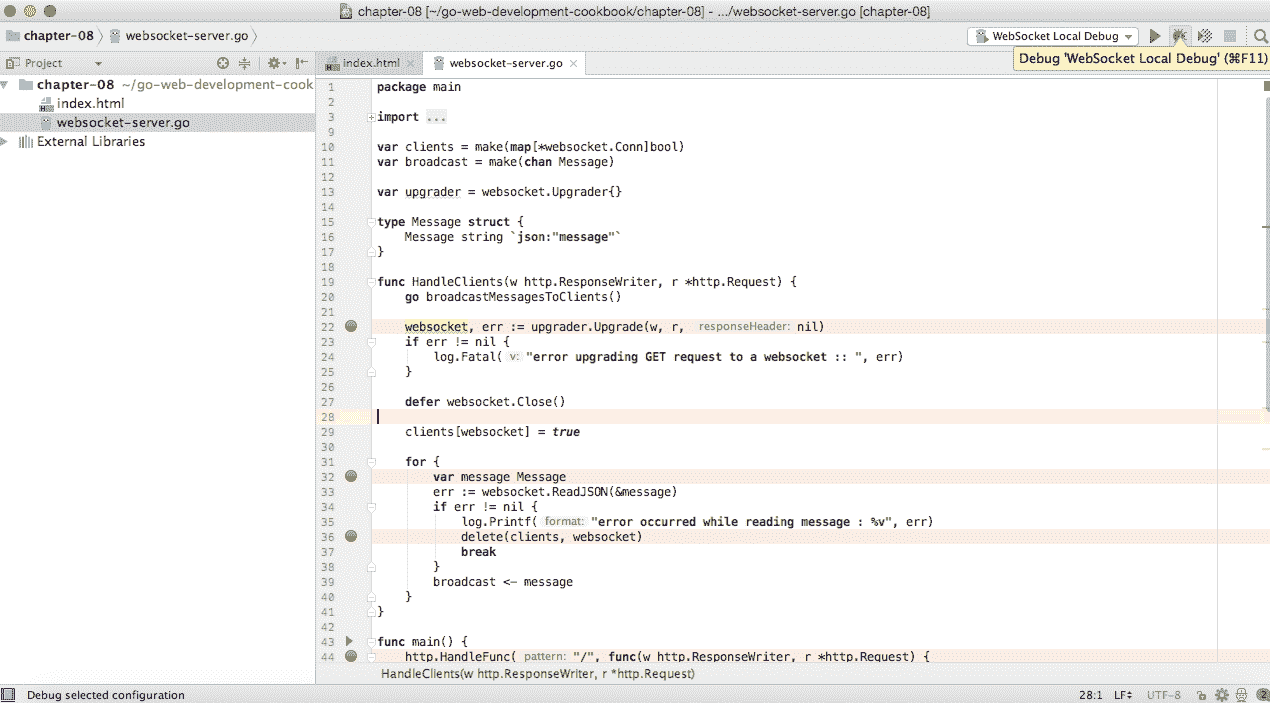 chapter-08 [~/go-web-development-cookbook/chapter-08] - .../websocket-server.go [chapter-08]
chapter-08 websocket-server.go WebSocket Local Debug
Debug 'WebSocket Local Debug' (⌘F11)
Project index.html websocket-server.go
chapter-08 ~/go-web-development-cook
index.html
websocket-server.go
External Libraries
1 package main
2
3 import ...
9
10 var clients = make(map[*websocket.Conn]bool)
11 var broadcast = make(chan Message)
12
13 var upgrader = websocket.Upgrader{}
14
15 type Message struct {
16 Message string `json:"message"`
17 }
18
19 func HandleClients(w http.ResponseWriter, r *http.Request) {
20 go broadcastMessagesToClients()
21
22 websocket, err := upgrader.Upgrade(w, r, responseHeader: nil)
23 if err != nil {
24 log.Fatal( v: "error upgrading GET request to a websocket :: ", err)
25 }
26
27 defer websocket.Close()
28
29 clients[websocket] = true
30
31 for {
32 var message Message
33 err := websocket.ReadJSON(&message)
34 if err != nil {
35 log.Printf( format: "error occurred while reading message : %v", err)
36 delete(clients, websocket)
37 break
38 }
39 broadcast <- message
40 }
41 }
42
43 func main() {
44 http.HandleFunc( pattern: "/", func(w http.ResponseWriter, r *http.Request) {
HandleClients(w http.ResponseWriter, r *http.Request)
Debug selected configuration 28:1 LF UTF-8 2